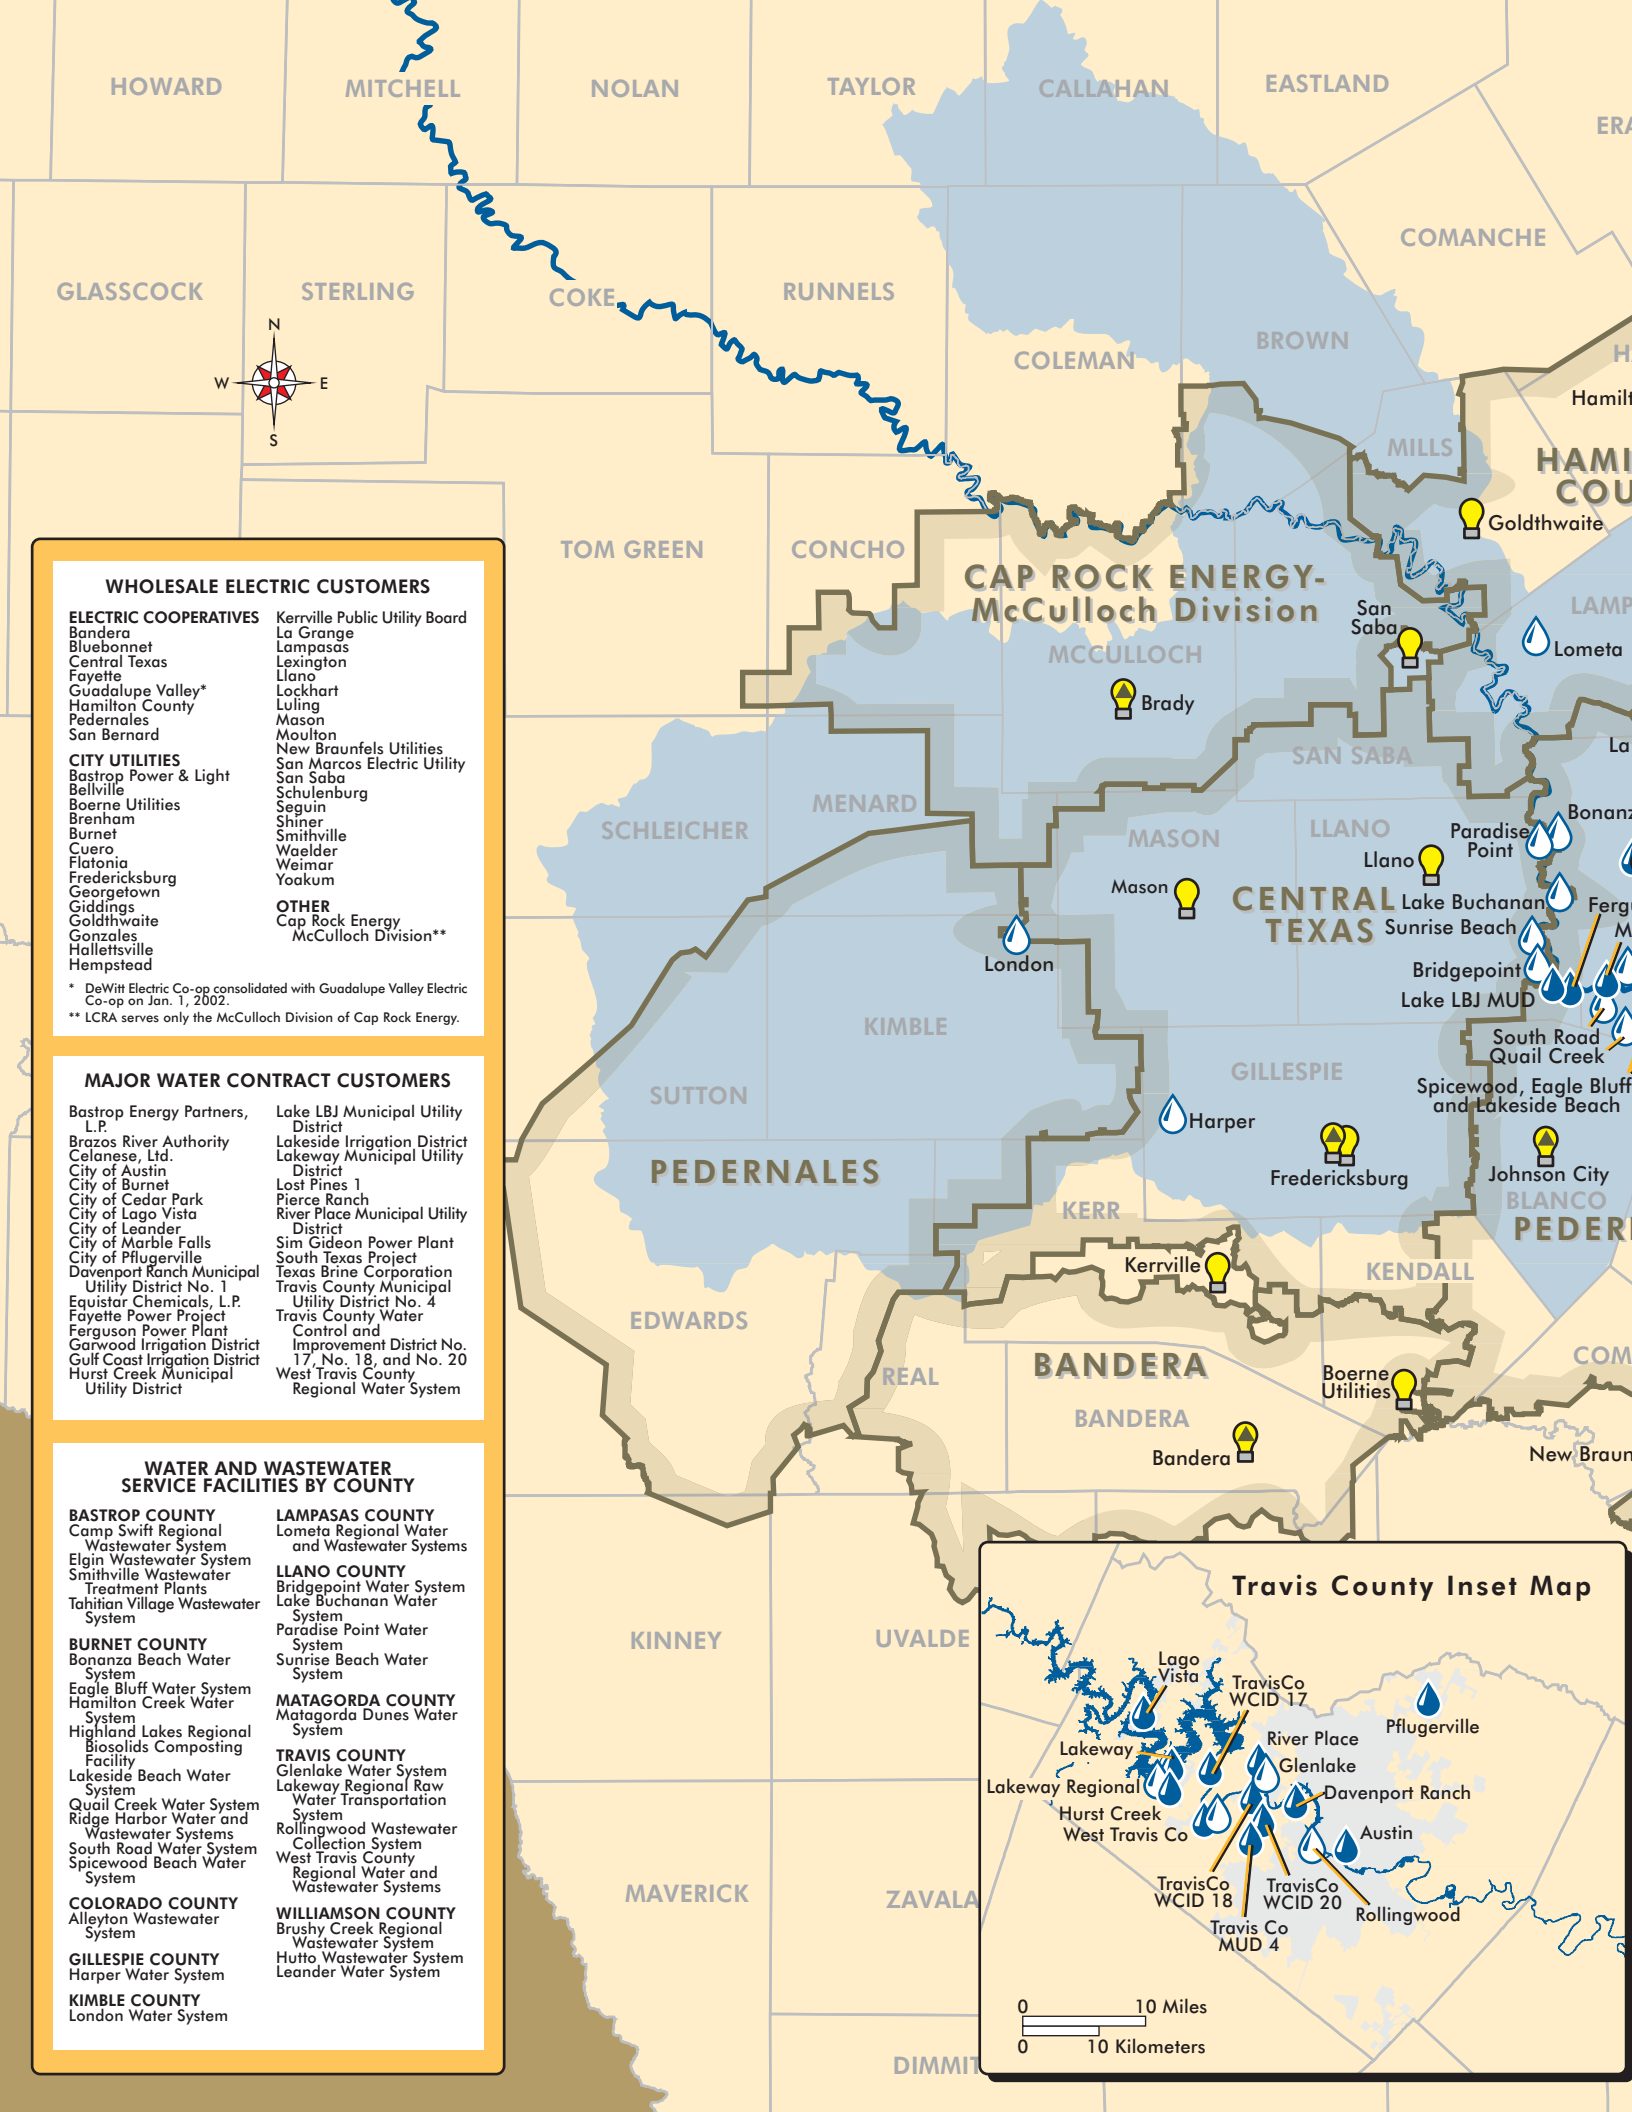 HOWARD
MITCHELL
NOLAN
TAYLOR
CALLAHAN
EASTLAND
COMANCHE
GLASSCOCK
STERLING
COKE
RUNNELS
COLEMAN
BROWN
MILLS
N
W
E
S
Hamilt
HAMI
COU
Goldthwaite
TOM GREEN
CONCHO
CAP ROCK ENERGY-
McCulloch Division
MCCULLOCH
San
Saba
LAMP
Lometa
Brady
SAN SABA
La
SCHLEICHER
MENARD
MASON
LLANO
Paradise
Point
Bonanz
Llano
Mason
CENTRAL
TEXAS
Lake Buchanan
Sunrise Beach
Ferg
M
London
Bridgepoint
Lake LBJ MUD
KIMBLE
South Road
Quail Creek
GILLESPIE
SUTTON
Spicewood, Eagle Bluff
and Lakeside Beach
Harper
Fredericksburg
Johnson City
BLANCO
PEDERNALES
PEDER
KERR
Kerrville
KENDALL
EDWARDS
BANDERA
COM
REAL
Boerne
Utilities
BANDERA
Bandera
New Braun
KINNEY
UVALDE
MAVERICK
ZAVALA
DIMMIT
WHOLESALE ELECTRIC CUSTOMERS
ELECTRIC COOPERATIVES
Bandera
Bluebonnet
Central Texas
Fayette
Guadalupe Valley*
Hamilton County
Pedernales
San Bernard
CITY UTILITIES
Bastrop Power & Light
Bellville
Boerne Utilities
Brenham
Burnet
Cuero
Flatonia
Fredericksburg
Georgetown
Giddings
Goldthwaite
Gonzales
Hallettsville
Hempstead
Kerrville Public Utility Board
La Grange
Lampasas
Lexington
Llano
Lockhart
Luling
Mason
Moulton
New Braunfels Utilities
San Marcos Electric Utility
San Saba
Schulenburg
Seguin
Shiner
Smithville
Waelder
Weimar
Yoakum
OTHER
Cap Rock Energy
McCulloch Division**
* DeWitt Electric Co-op consolidated with Guadalupe Valley Electric
Co-op on Jan. 1, 2002.
** LCRA serves only the McCulloch Division of Cap Rock Energy.
MAJOR WATER CONTRACT CUSTOMERS
Bastrop Energy Partners,
L.P.
Brazos River Authority
Celanese, Ltd.
City of Austin
City of Burnet
City of Cedar Park
City of Lago Vista
City of Leander
City of Marble Falls
City of Pflugerville
Davenport Ranch Municipal
Utility District No. 1
Equistar Chemicals, L.P.
Fayette Power Project
Ferguson Power Plant
Garwood Irrigation District
Gulf Coast Irrigation District
Hurst Creek Municipal
Utility District
Lake LBJ Municipal Utility
District
Lakeside Irrigation District
Lakeway Municipal Utility
District
Lost Pines 1
Pierce Ranch
River Place Municipal Utility
District
Sim Gideon Power Plant
South Texas Project
Texas Brine Corporation
Travis County Municipal
Utility District No. 4
Travis County Water
Control and
Improvement District No.
17, No. 18, and No. 20
West Travis County
Regional Water System
WATER AND WASTEWATER
SERVICE FACILITIES BY COUNTY
BASTROP COUNTY
Camp Swift Regional
Wastewater System
Elgin Wastewater System
Smithville Wastewater
Treatment Plants
Tahitian Village Wastewater
System
BURNET COUNTY
Bonanza Beach Water
System
Eagle Bluff Water System
Hamilton Creek Water
System
Highland Lakes Regional
Biosolids Composting
Facility
Lakeside Beach Water
System
Quail Creek Water System
Ridge Harbor Water and
Wastewater Systems
South Road Water System
Spicewood Beach Water
System
COLORADO COUNTY
Alleyton Wastewater
System
GILLESPIE COUNTY
Harper Water System
KIMBLE COUNTY
London Water System
LAMPASAS COUNTY
Lometa Regional Water
and Wastewater Systems
LLANO COUNTY
Bridgepoint Water System
Lake Buchanan Water
System
Paradise Point Water
System
Sunrise Beach Water
System
MATAGORDA COUNTY
Matagorda Dunes Water
System
TRAVIS COUNTY
Glenlake Water System
Lakeway Regional Raw
Water Transportation
System
Rollingwood Wastewater
Collection System
West Travis County
Regional Water and
Wastewater Systems
WILLIAMSON COUNTY
Brushy Creek Regional
Wastewater System
Hutto Wastewater System
Leander Water System
Travis County Inset Map
Lago
Vista
TravisCo
WCID 17
Pflugerville
Lakeway
River Place
Glenlake
Lakeway Regional
Davenport Ranch
Hurst Creek
West Travis Co
Austin
TravisCo
WCID 18
TravisCo
WCID 20
Rollingwood
Travis Co
MUD 4
0 10 Miles
0 10 Kilometers